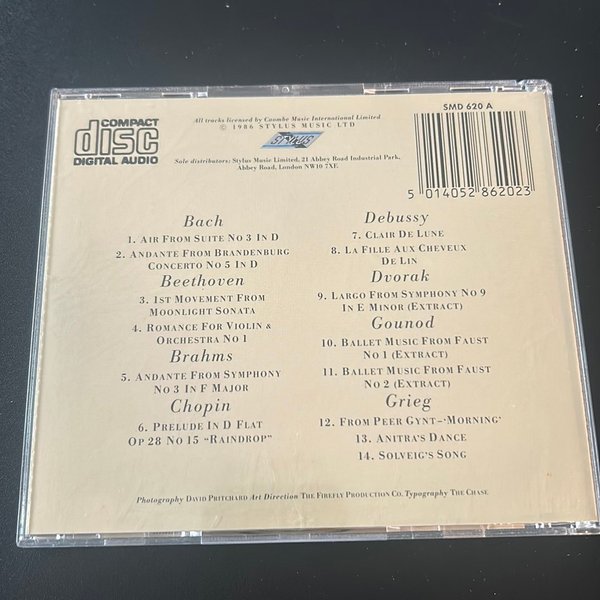 COMPACT
disc
DIGITAL AUDIO
All tracks licensed by Coombe Music International Limited
© 1986 STYLUS MUSIC LTD
STYLUS
Sole distributors: Stylus Music Limited, 21 Abbey Road Industrial Park,
Abbey Road, London NW10 7XE
SMD 620 A
5 014052 862023
Bach
1. AIR FROM SUITE NO 3 IN D
2. ANDANTE FROM BRANDENBURG
CONCERTO NO 5 IN D
Beethoven
3. 1ST MOVEMENT FROM
MOONLIGHT SONATA
4. ROMANCE FOR VIOLIN &
ORCHESTRA NO 1
Brahms
5. ANDANTE FROM SYMPHONY
NO 3 IN F MAJOR
Chopin
6. PRELUDE IN D FLAT
OP 28 NO 15 “RAINDROP”
Debussy
7. CLAIR DE LUNE
8. LA FILLE AUX CHEVEUX
DE LIN
Dvorak
9. LARGO FROM SYMPHONY NO 9
IN E MINOR (EXTRACT)
Gounod
10. BALLET MUSIC FROM FAUST
NO 1 (EXTRACT)
11. BALLET MUSIC FROM FAUST
NO 2 (EXTRACT)
Grieg
12. FROM PEER GYNT–‘MORNING’
13. ANITRA'S DANCE
14. SOLVEIG'S SONG
Photography DAVID PRITCHARD Art Direction THE FIREFLY PRODUCTION CO. Typography THE CHASE